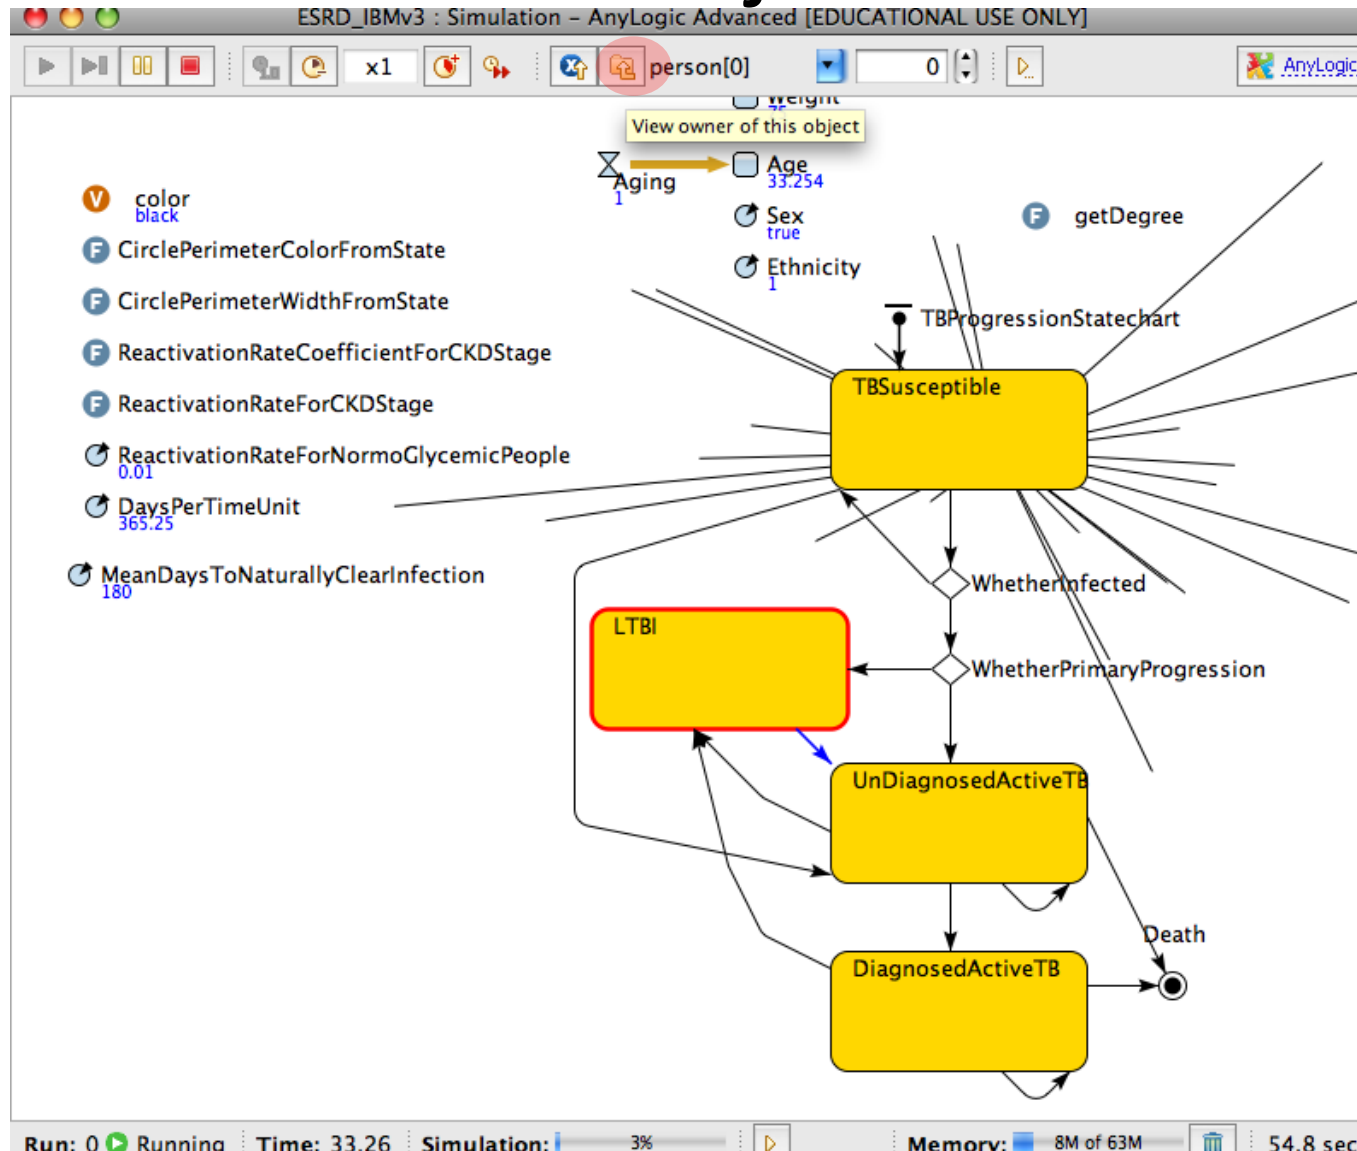 ESRD_IBMv3 : Simulation – AnyLogic Advanced [EDUCATIONAL USE ONLY]
x1
person[0]
0
AnyLogic
Weight
75
View owner of this object
Aging
1
Age
33.254
color
black
Sex
true
getDegree
CirclePerimeterColorFromState
Ethnicity
1
CirclePerimeterWidthFromState
TBProgressionStatechart
ReactivationRateCoefficientForCKDStage
TBSusceptible
ReactivationRateForCKDStage
ReactivationRateForNormoGlycemicPeople
0.01
DaysPerTimeUnit
365.25
MeanDaysToNaturallyClearInfection
180
WhetherInfected
LTBI
WhetherPrimaryProgression
UnDiagnosedActiveTB
Death
DiagnosedActiveTB
Run: 0 Running Time: 33.26 Simulation: 3% Memory: 8M of 63M 54.8 sec